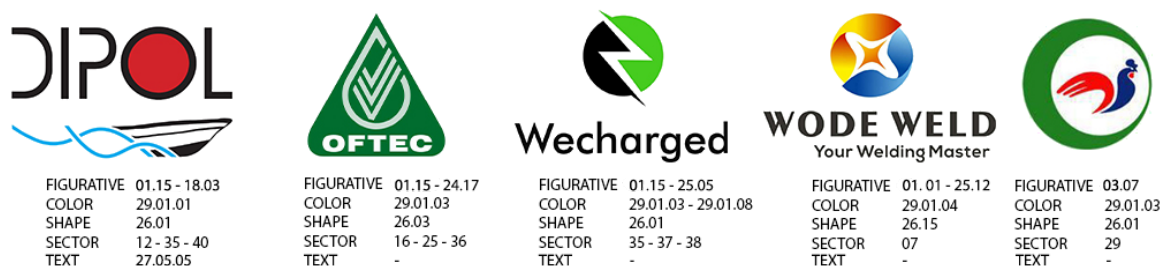 DIPOL
FIGURATIVE 01.15 - 18.03
COLOR 29.01.01
SHAPE 26.01
SECTOR 12 - 35 - 40
TEXT 27.05.05
OFTEC
FIGURATIVE 01.15 - 24.17
COLOR 29.01.03
SHAPE 26.03
SECTOR 16 - 25 - 36
TEXT -
Wecharged
FIGURATIVE 01.15 - 25.05
COLOR 29.01.03 - 29.01.08
SHAPE 26.01
SECTOR 35 - 37 - 38
TEXT -
WODE WELD
Your Welding Master
FIGURATIVE 01. 01 - 25.12
COLOR 29.01.04
SHAPE 26.15
SECTOR 07
TEXT -
FIGURATIVE 03.07
COLOR 29.01.03
SHAPE 26.01
SECTOR 29
TEXT -